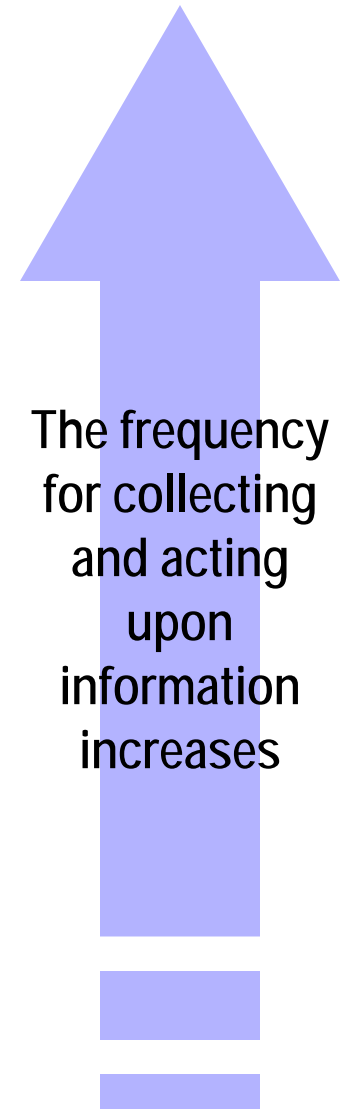 The frequency
for collecting
and acting
upon
information
increases